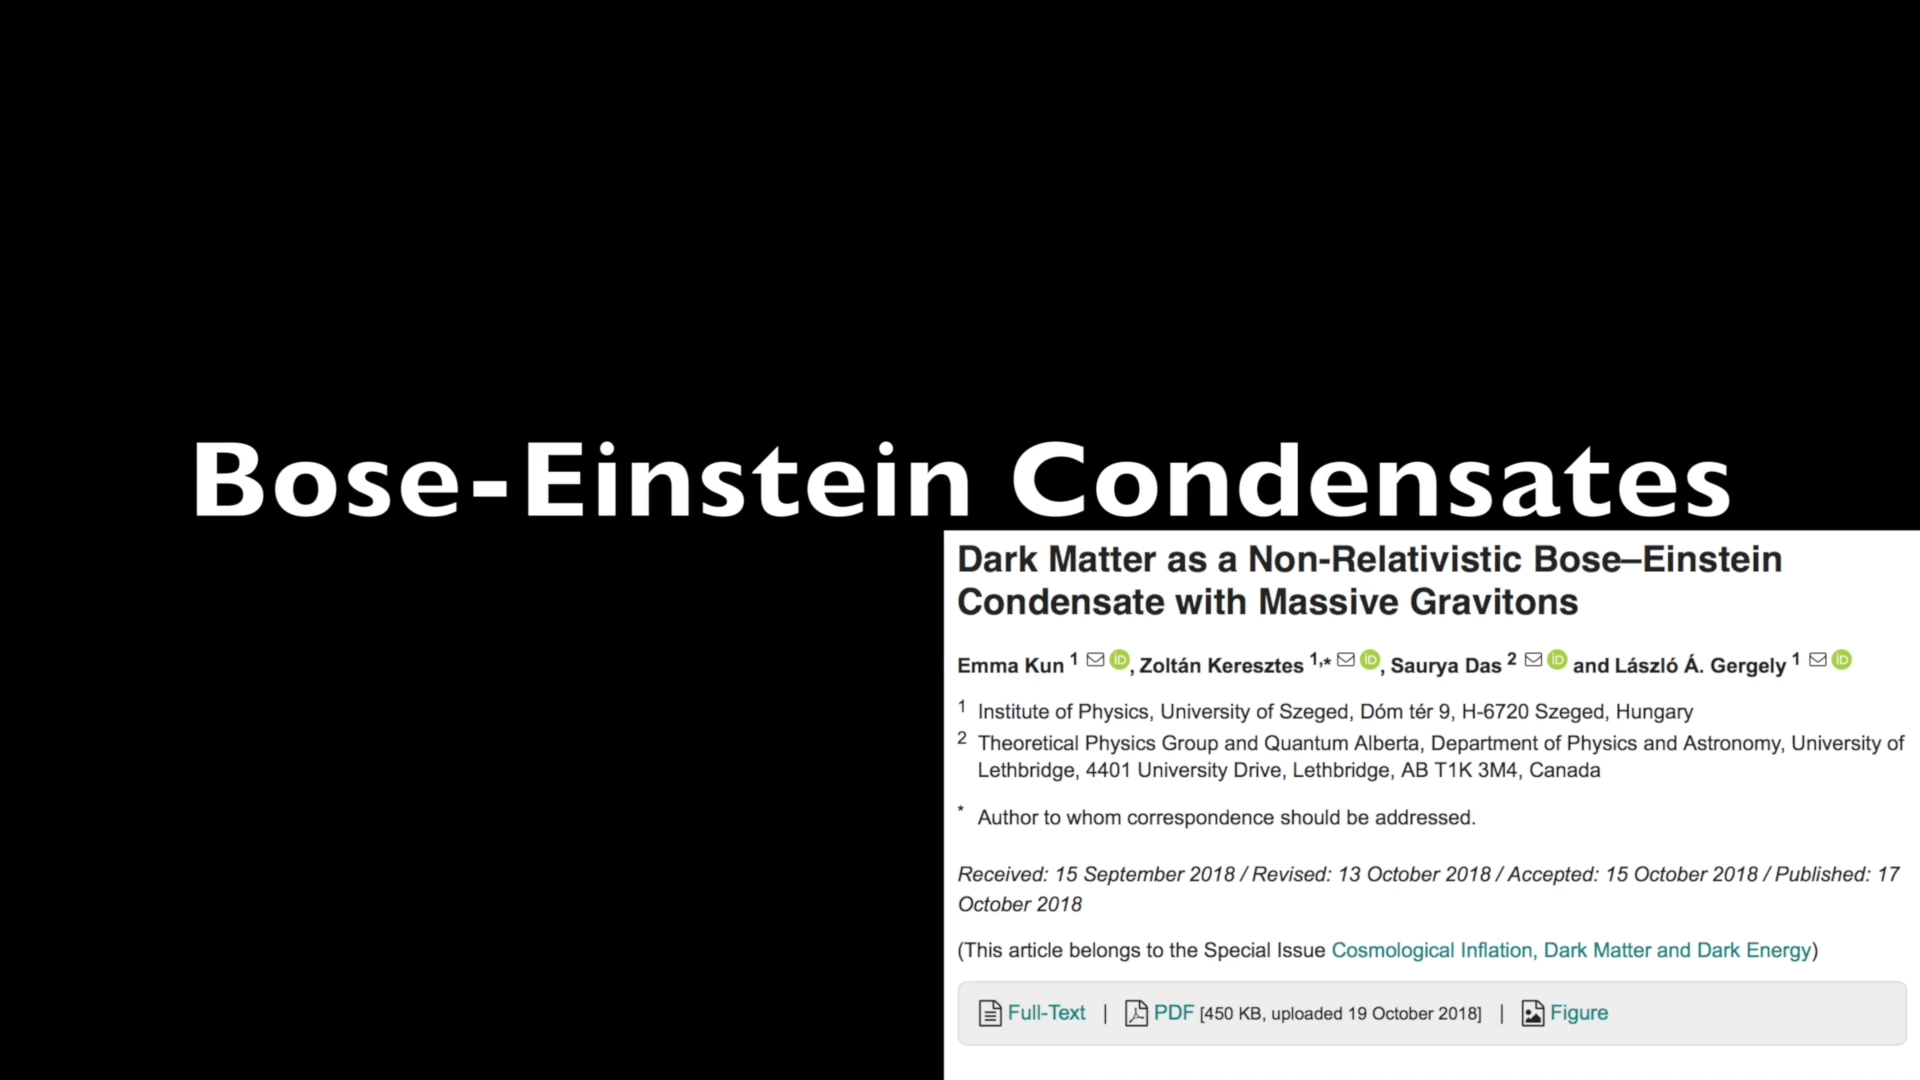 Bose-Einstein Condensates
Dark Matter as a Non-Relativistic Bose–Einstein
Condensate with Massive Gravitons
Emma Kun 1 iD, Zoltán Keresztes 1,* iD, Saurya Das 2 iD and László Á. Gergely 1 iD
1 Institute of Physics, University of Szeged, Dóm tér 9, H-6720 Szeged, Hungary
2 Theoretical Physics Group and Quantum Alberta, Department of Physics and Astronomy, University of
Lethbridge, 4401 University Drive, Lethbridge, AB T1K 3M4, Canada
* Author to whom correspondence should be addressed.
Received: 15 September 2018 / Revised: 13 October 2018 / Accepted: 15 October 2018 / Published: 17
October 2018
(This article belongs to the Special Issue Cosmological Inflation, Dark Matter and Dark Energy)
Full-Text | PDF [450 KB, uploaded 19 October 2018] | Figure